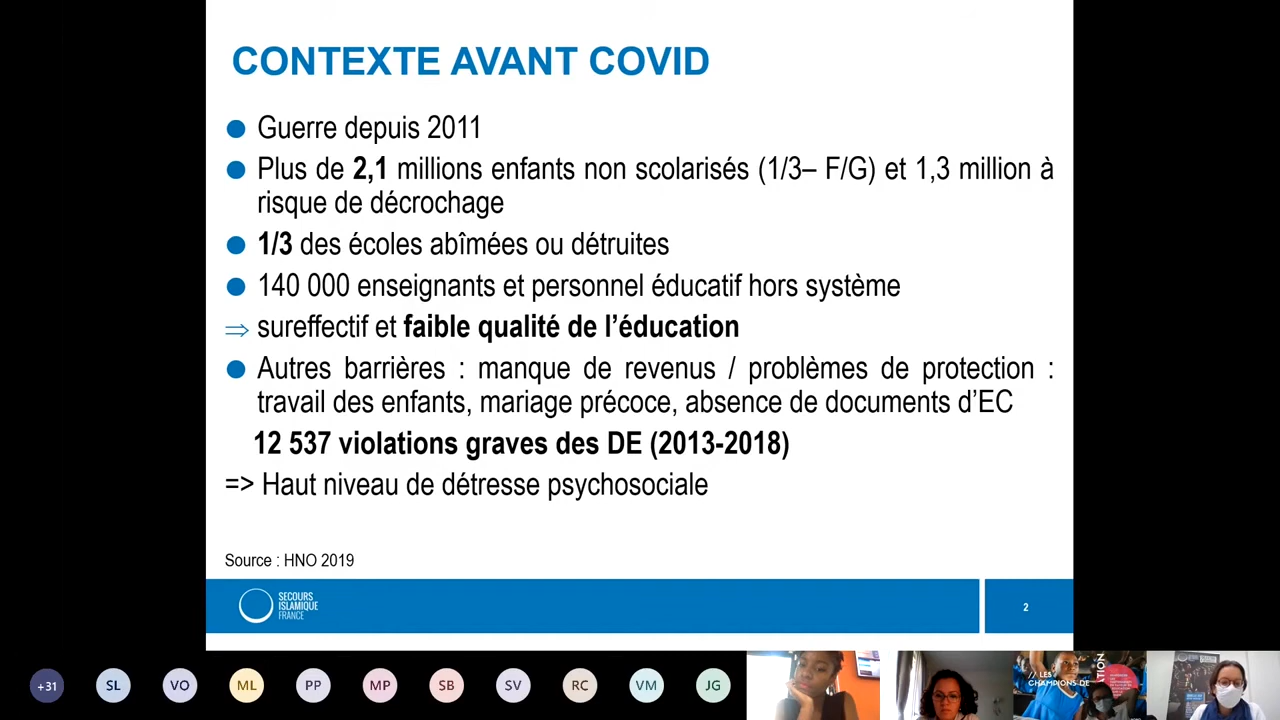 CONTEXTE AVANT COVID
Guerre depuis 2011
Plus de 2,1 millions enfants non scolarisés (1/3– F/G) et 1,3 million à
risque de décrochage
1/3 des écoles abîmées ou détruites
140 000 enseignants et personnel éducatif hors système
⇒ sureffectif et faible qualité de l’éducation
Autres barrières : manque de revenus / problèmes de protection :
travail des enfants, mariage précoce, absence de documents d’EC
12 537 violations graves des DE (2013-2018)
=> Haut niveau de détresse psychosociale
Source : HNO 2019
SECOURS
ISLAMIQUE
FRANCE
2
+31
SL
VO
ML
PP
MP
SB
SV
RC
VM
JG
// LES
CHAMPIONS DE